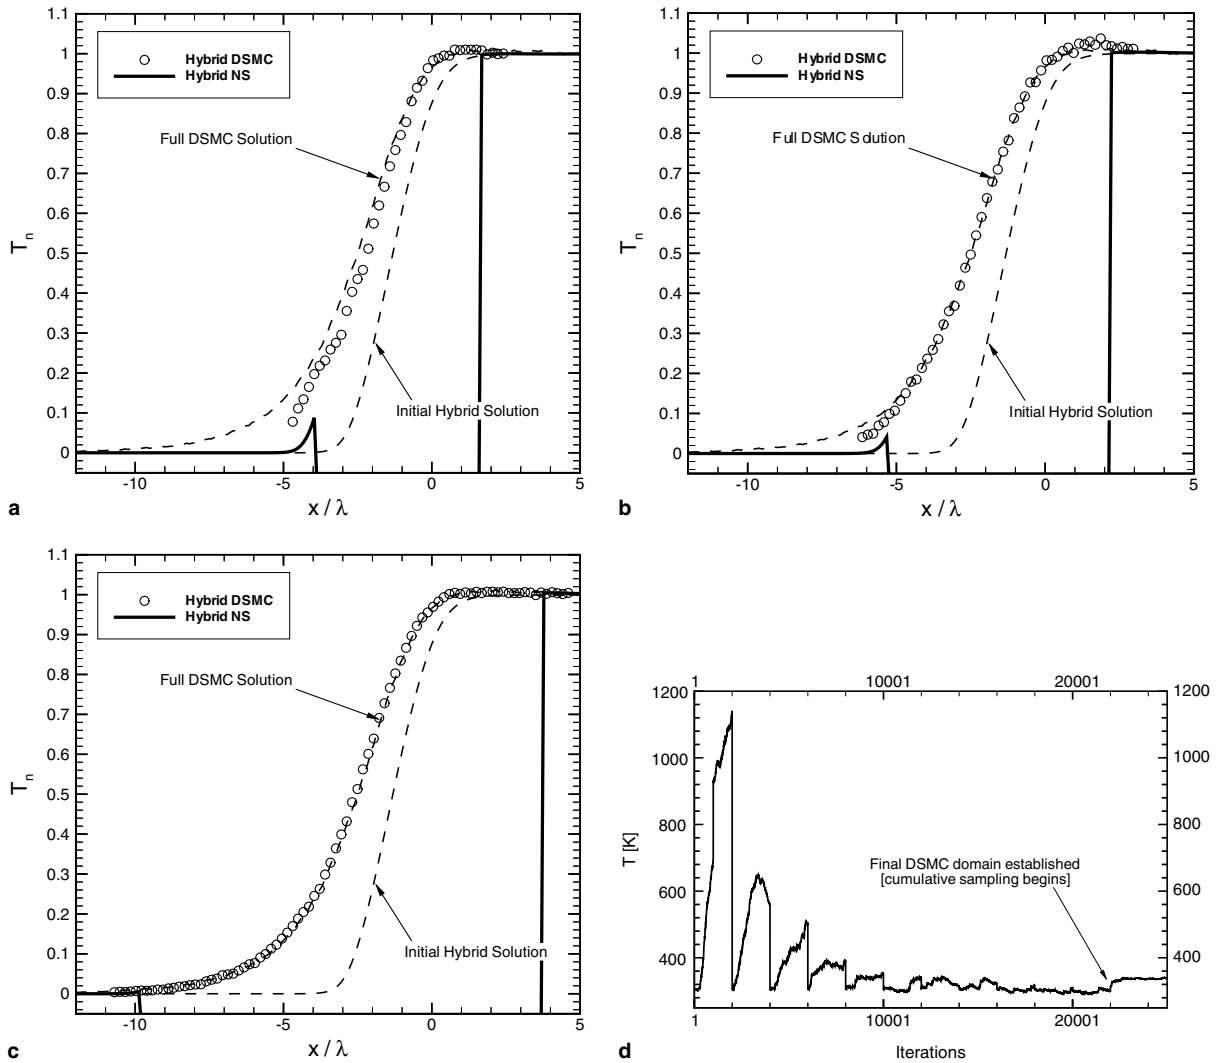 1.1
1
0.9
0.8
0.7
0.6
0.5
0.4
0.3
0.2
0.1
0
T n
Hybrid DSMC
Hybrid NS
Full DSMC Solution
Initial Hybrid Solution
-10 -5 0 5
x / λ
a
1.1
1
0.9
0.8
0.7
0.6
0.5
0.4
0.3
0.2
0.1
0
T n
Hybrid DSMC
Hybrid NS
Full DSMC Solution
Initial Hybrid Solution
-10 -5 0 5
x / λ
b
1.1
1
0.9
0.8
0.7
0.6
0.5
0.4
0.3
0.2
0.1
0
T n
Hybrid DSMC
Hybrid NS
Full DSMC Solution
Initial Hybrid Solution
-10 -5 0 5
x / λ
c
1 10001 20001
1200 1200
1000 1000
800 800
600 600
400 400
T [K]
Final DSMC domain established
[cumulative sampling begins]
1 10001 20001
Iterations
d